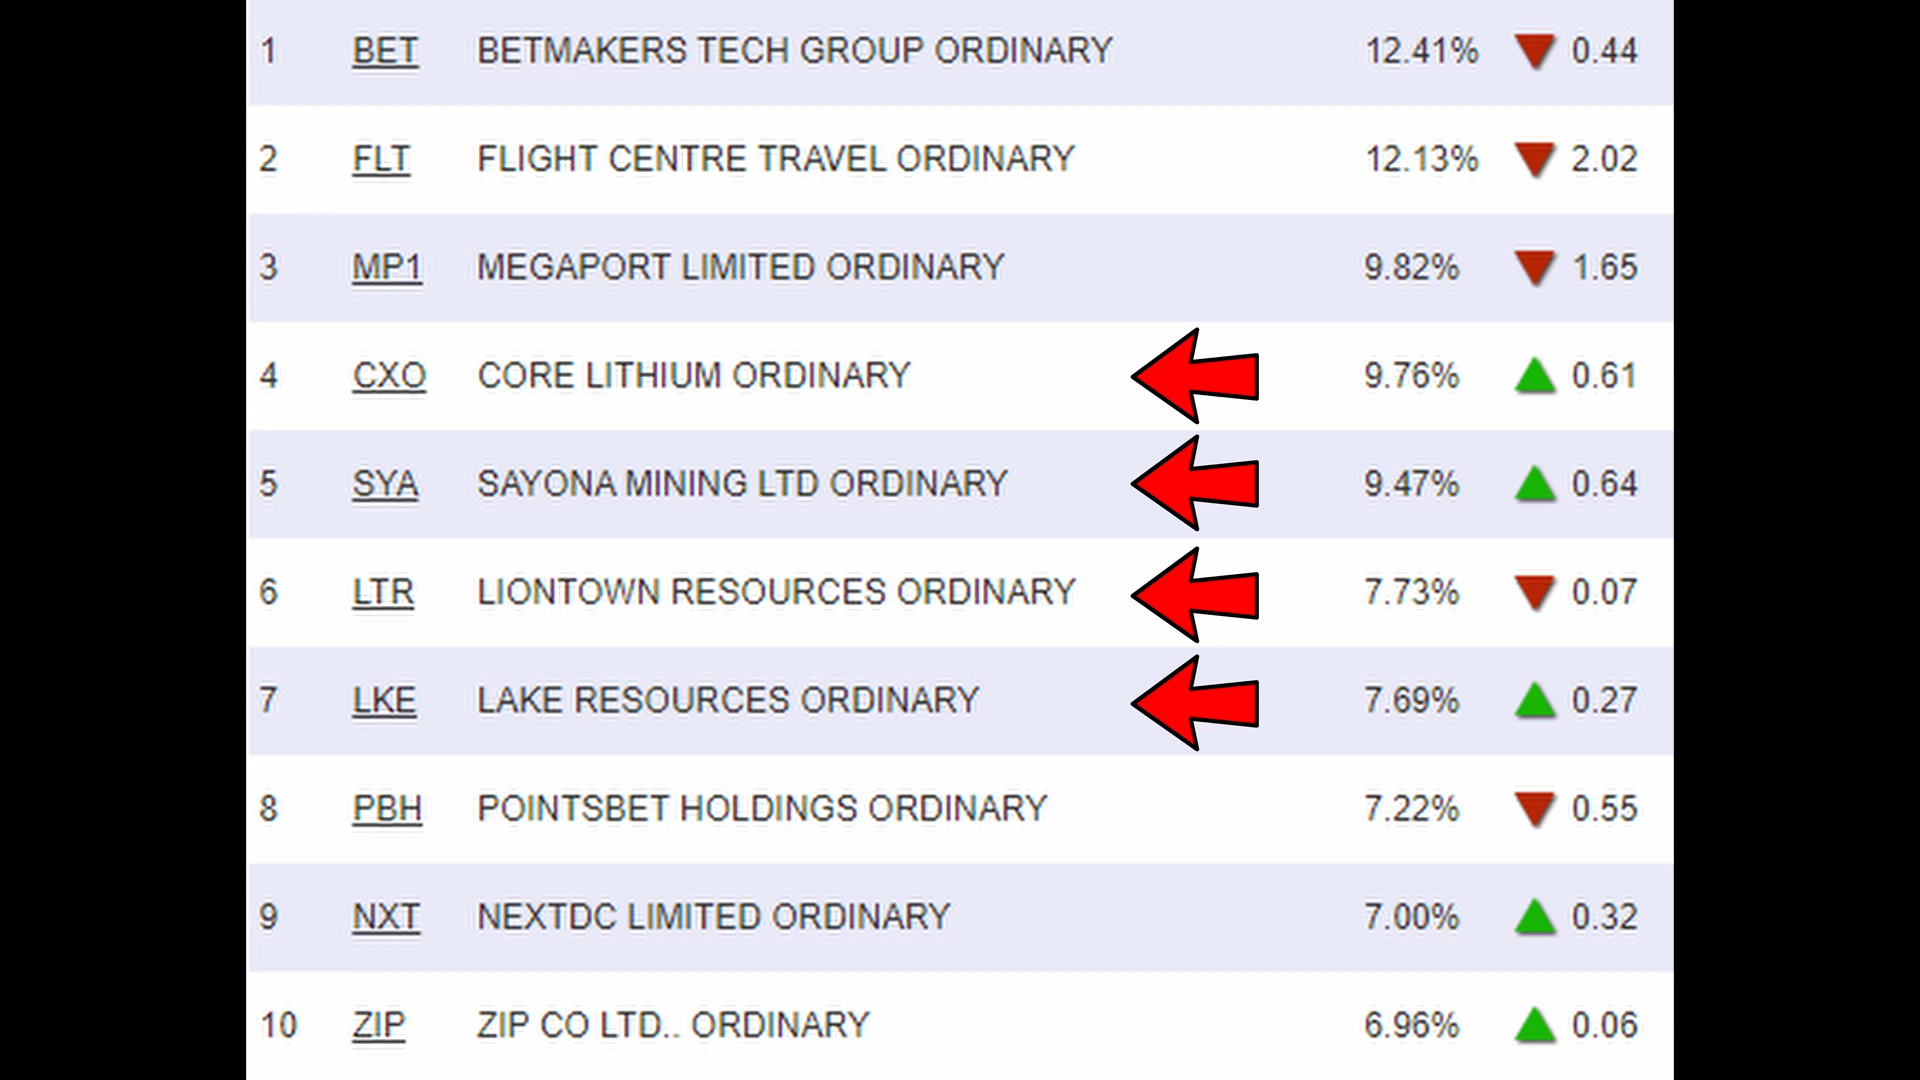 1 BET BETMAKERS TECH GROUP ORDINARY 12.41% 0.44
2 FLT FLIGHT CENTRE TRAVEL ORDINARY 12.13% 2.02
3 MP1 MEGAPORT LIMITED ORDINARY 9.82% 1.65
4 CXO CORE LITHIUM ORDINARY 9.76% 0.61
5 SYA SAYONA MINING LTD ORDINARY 9.47% 0.64
6 LTR LIONTOWN RESOURCES ORDINARY 7.73% 0.07
7 LKE LAKE RESOURCES ORDINARY 7.69% 0.27
8 PBH POINTSBET HOLDINGS ORDINARY 7.22% 0.55
9 NXT NEXTDC LIMITED ORDINARY 7.00% 0.32
10 ZIP ZIP CO LTD.. ORDINARY 6.96% 0.06